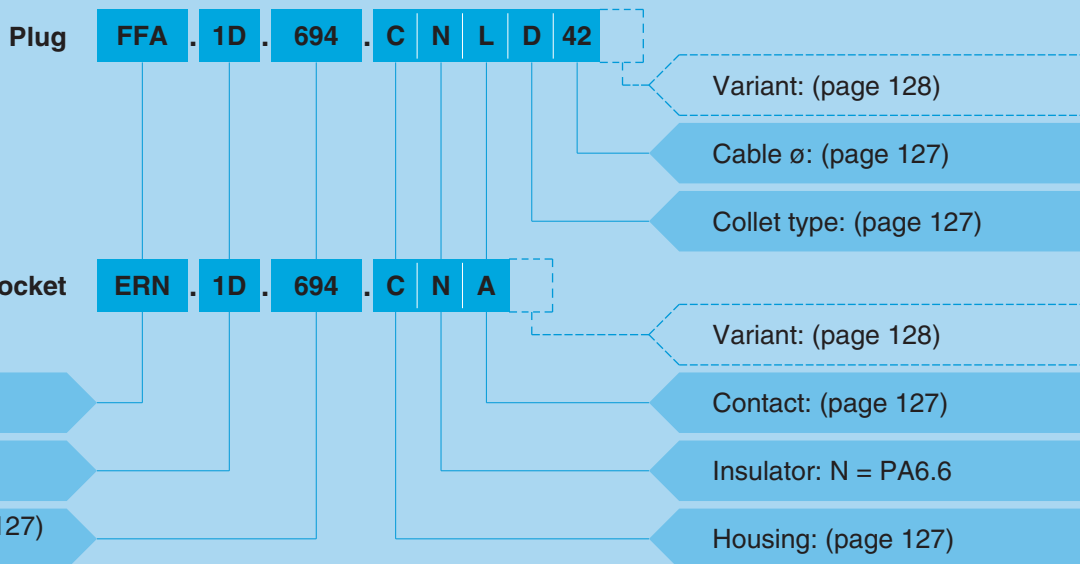 Plug FFA . 1D . 694 . C N L D 42
Variant: (page 128)
Cable ø: (page 127)
Collet type: (page 127)
ocket ERN . 1D . 694 . C N A
Variant: (page 128)
Contact: (page 127)
Insulator: N = PA6.6
127)
Housing: (page 127)